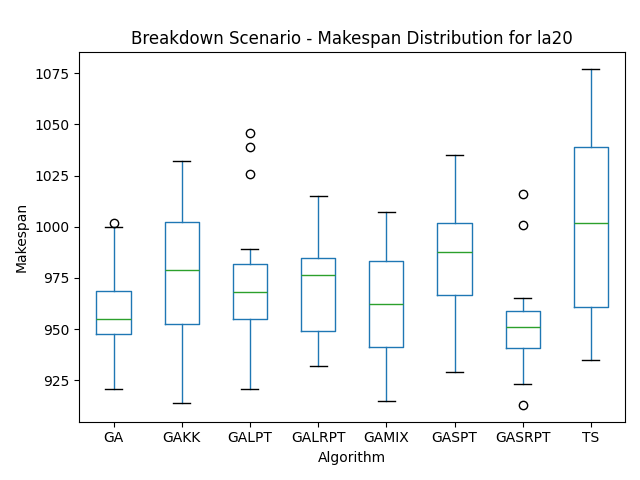 Breakdown Scenario - Makespan Distribution for la20
1075
1050
1025
1000
975
950
925
Makespan
GA GAKK GALPT GALRPT GAMIX GASPT GASRPT TS
Algorithm